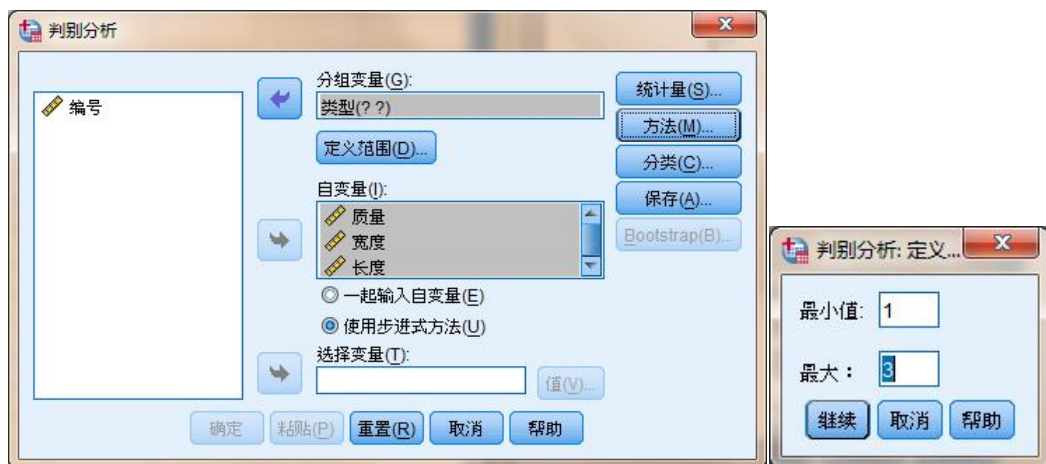 判别分析
编号
分组变量(G):
类型(? ?)
定义范围(D)...
自变量(I):
质量
宽度
长度
一起输入自变量(E)
使用步进式方法(U)
选择变量(T):
值(V)...
统计量(S)...
方法(M)...
分类(C)...
保存(A)...
Bootstrap(B)...
确定 粘贴(P) 重置(R) 取消 帮助
判别分析: 定义...
最小值: 1
最大： 3
继续 取消 帮助